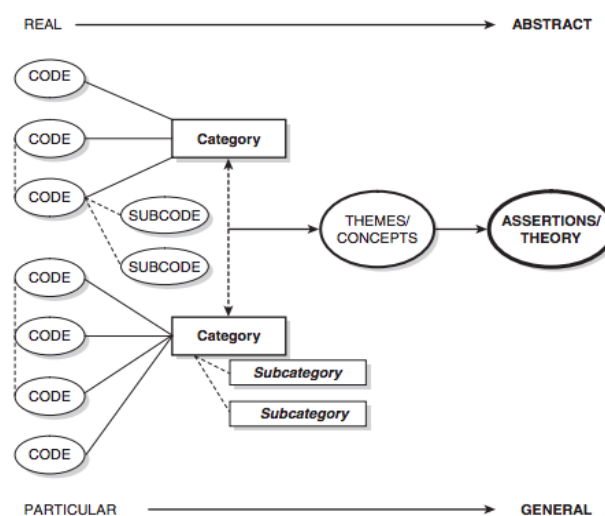 REAL
ABSTRACT
CODE
CODE
Category
CODE
SUBCODE
SUBCODE
THEMES/
CONCEPTS
ASSERTIONS/
THEORY
CODE
CODE
Category
Subcategory
CODE
Subcategory
CODE
PARTICULAR
GENERAL